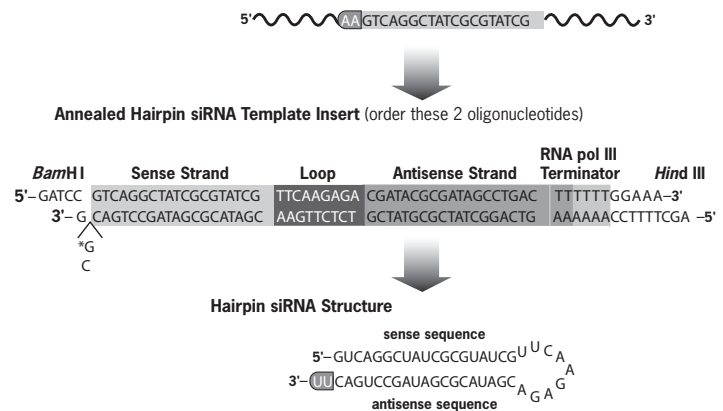 5'- AA GTCAGGCTATCGCGTATCG 3'
Annealed Hairpin siRNA Template Insert (order these 2 oligonucleotides)
BamH I Sense Strand Loop Antisense Strand RNA pol III Terminator Hind III
5'–GATCC GTCAGGCTATCGCGTATCG TTCAAGAGA CGATACGCGATAGCCTGAC TTTTTTGGAAA–3'
3'–G CAGTCCGATAGCGCATAGC AAGTTCTCT GCTATGCGCTATCGGACTG AAAAAACCTTTTCGA –5'
*G
C
Hairpin siRNA Structure
sense sequence
5'–GUCAGGCUAUCGCGUAUCG U U C A A G
3'–UU CAGUCCGAUAGCGCAUAGC A G A
antisense sequence